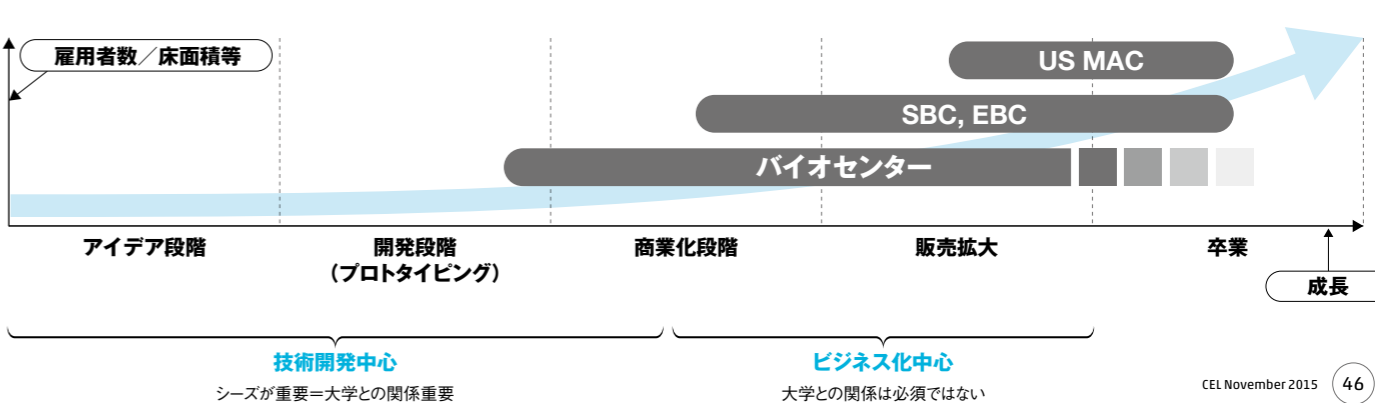 雇用者数／床面積等
US MAC
SBC, EBC
バイオセンター
アイデア段階
開発段階
（プロトタイピング）
商業化段階
販売拡大
卒業
成長
技術開発中心
シーズが重要＝大学との関係重要
ビジネス化中心
大学との関係は必須ではない
CEL November 2015
46